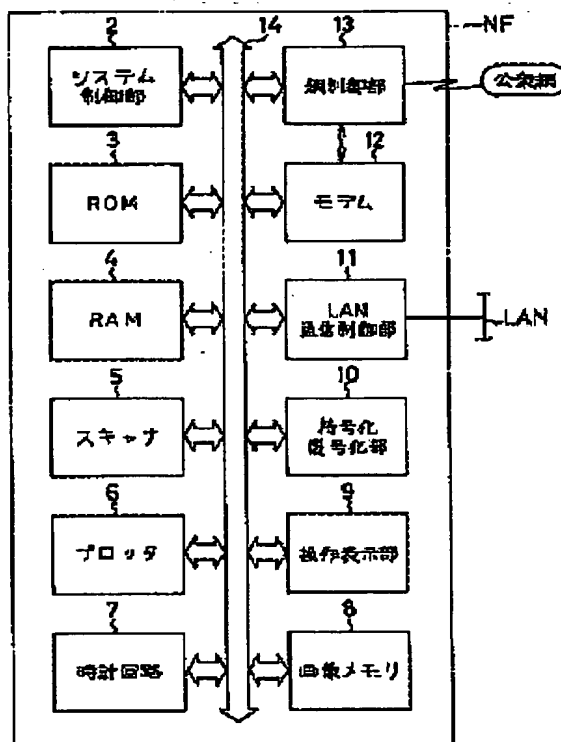 2
14
13
NF
システム
制御部
網制御部
公衆網
3
12
ROM
モデム
4
11
RAM
LAN
通信制御部
LAN
5
10
スキャナ
符号化
復号化部
6
9
プロッタ
操作表示部
7
8
時計回路
画像メモリ